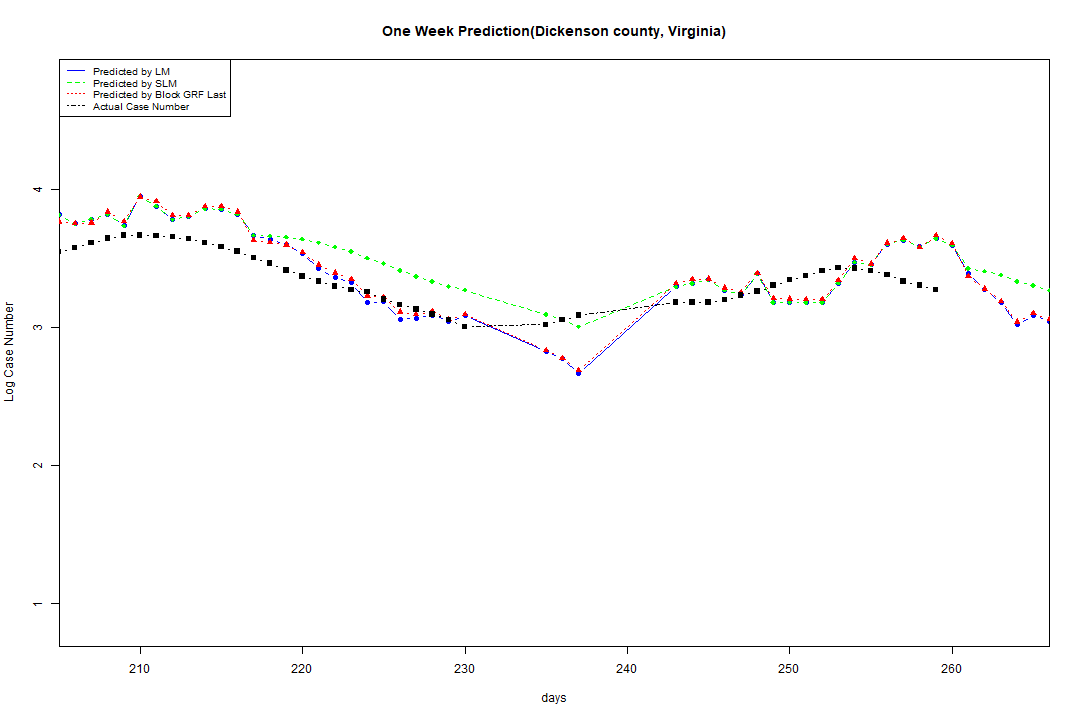 One Week Prediction(Dickenson county, Virginia)
Predicted by LM
Predicted by SLM
Predicted by Block GRF Last
Actual Case Number
4
3
2
1
Log Case Number
210 220 230 240 250 260
days